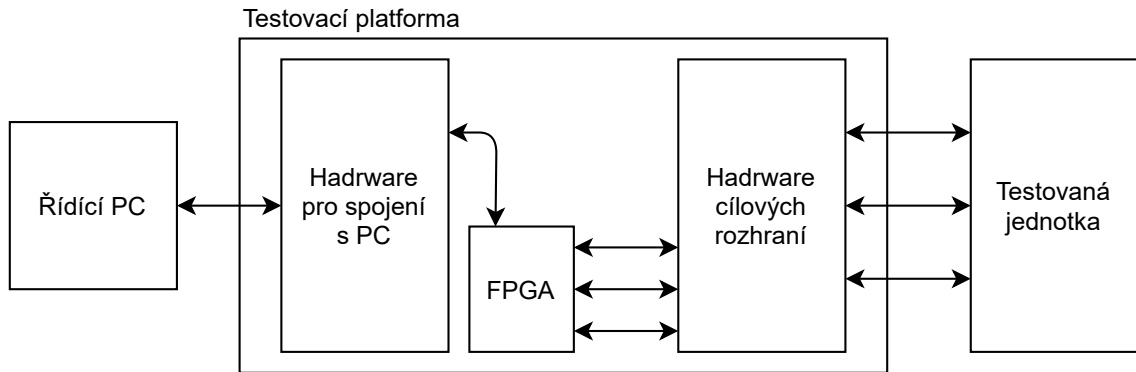 Testovací platforma
Řídící PC
Hadrware
pro spojení
s PC
FPGA
Hadrware
cílových
rozhraní
Testovaná
jednotka